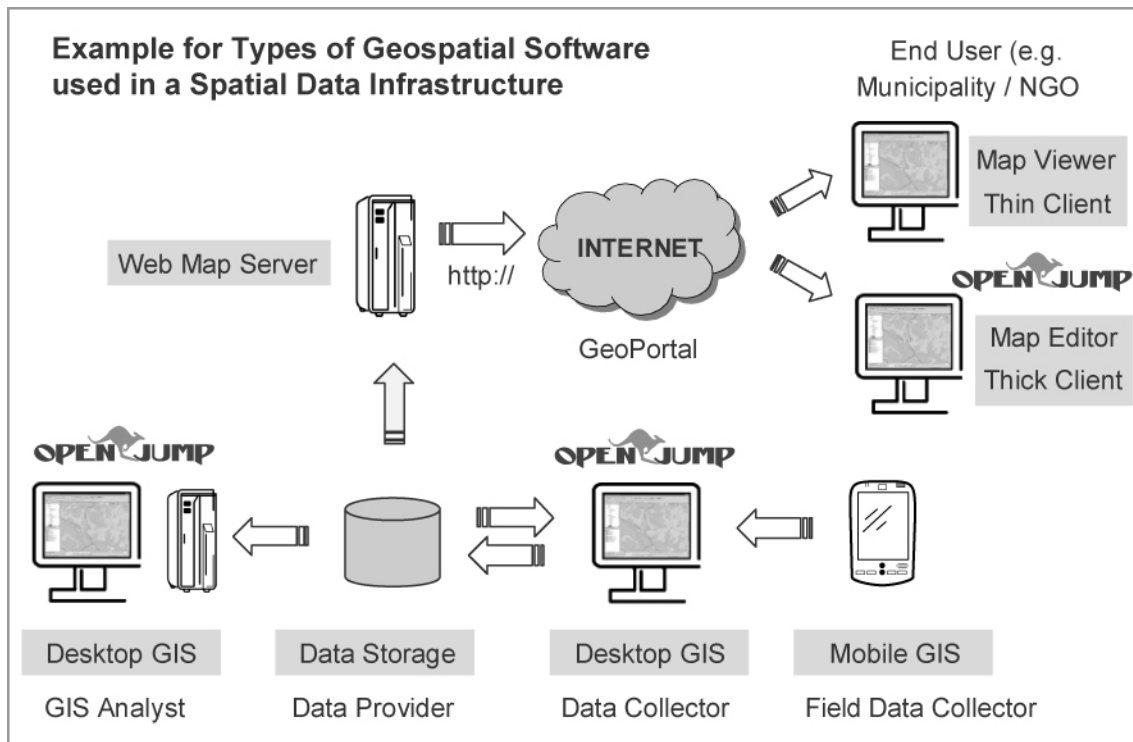 Example for Types of Geospatial Software
used in a Spatial Data Infrastructure
End User (e.g.
Municipality / NGO
Map Viewer
Thin Client
Web Map Server
http://
INTERNET
GeoPortal
OPEN JUMP
Map Editor
Thick Client
OPEN JUMP
OPEN JUMP
Desktop GIS
Data Storage
Desktop GIS
Mobile GIS
GIS Analyst
Data Provider
Data Collector
Field Data Collector